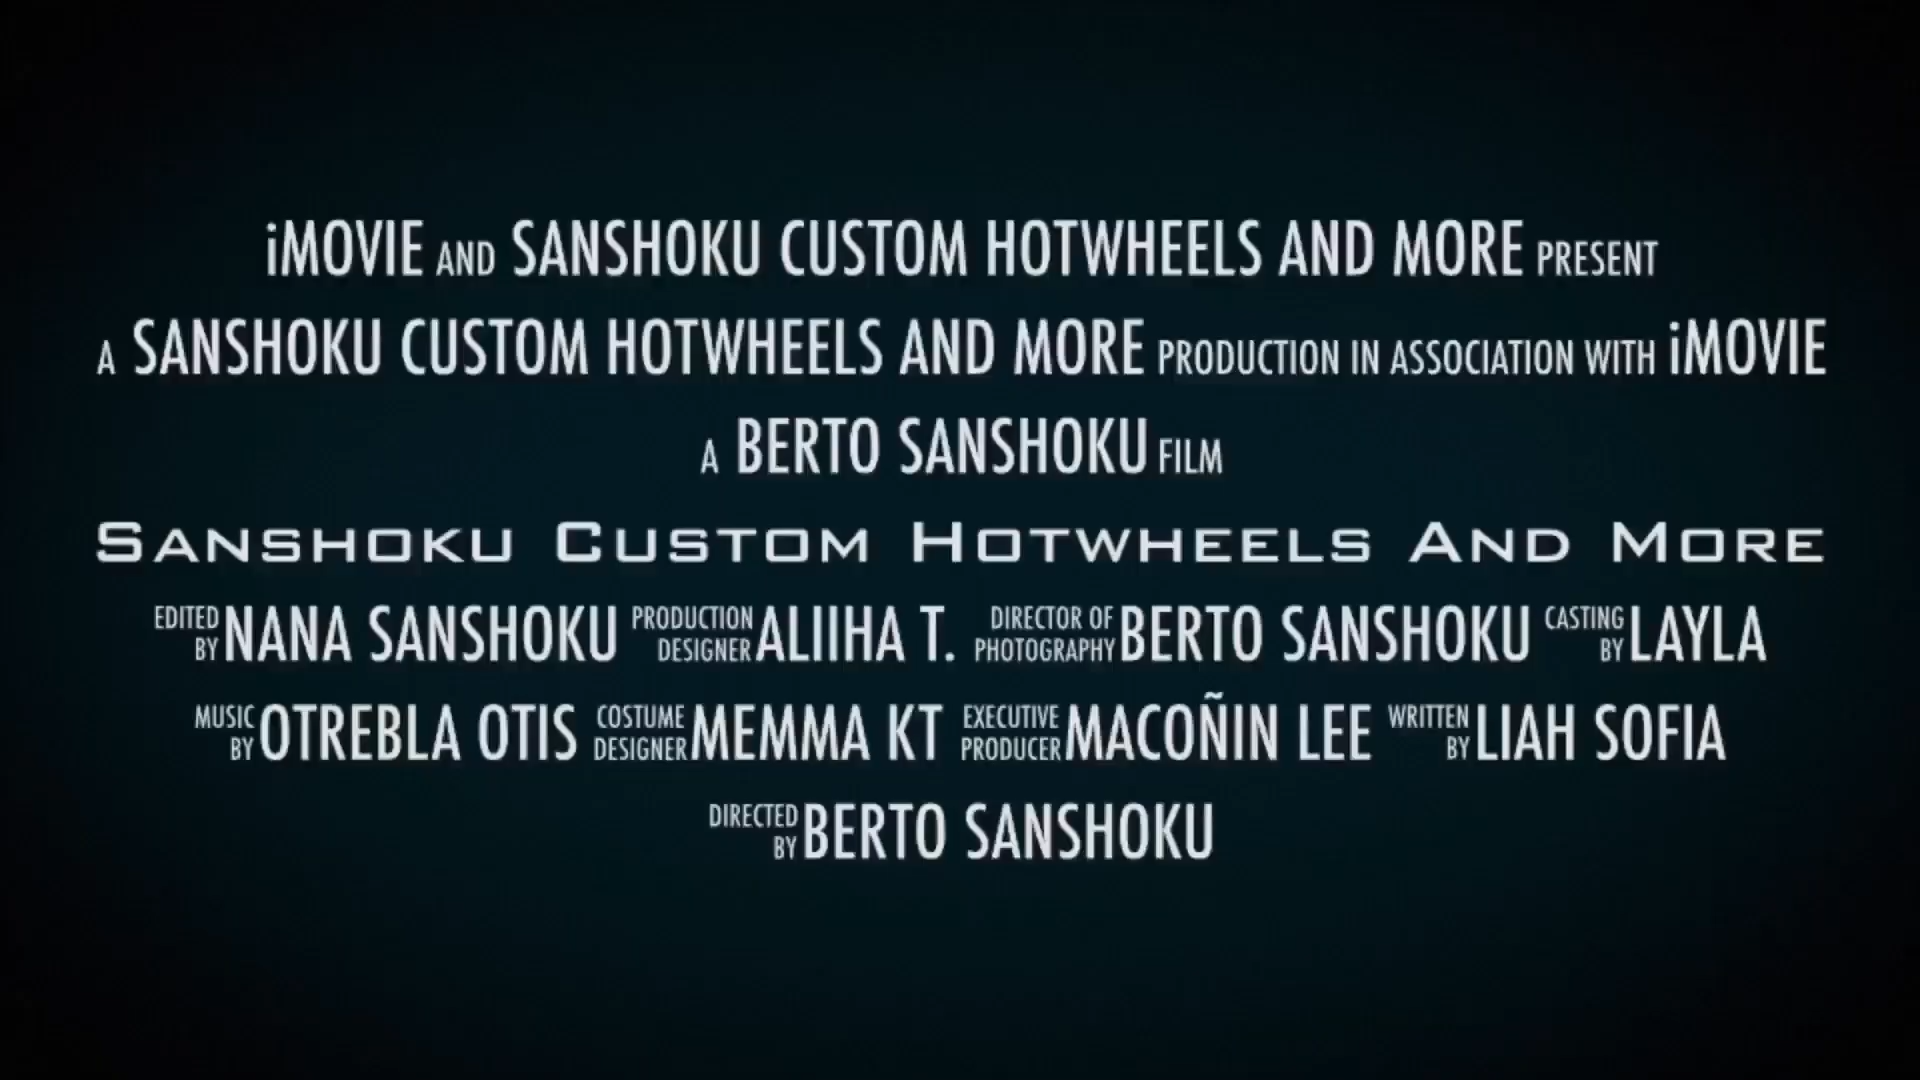 iMOVIE AND SANSHOKU CUSTOM HOTWHEELS AND MORE PRESENT
A SANSHOKU CUSTOM HOTWHEELS AND MORE PRODUCTION IN ASSOCIATION WITH iMOVIE
A BERTO SANSHOKU FILM
SANSHOKU CUSTOM HOTWHEELS AND MORE
EDITED BY NANA SANSHOKU PRODUCTION DESIGNER ALIIHA T. DIRECTOR OF PHOTOGRAPHY BERTO SANSHOKU CASTING BY LAYLA
MUSIC BY OTREBLA OTIS COSTUME DESIGNER MEMMA KT EXECUTIVE PRODUCER MACOÑIN LEE WRITTEN BY LIAH SOFIA
DIRECTED BY BERTO SANSHOKU